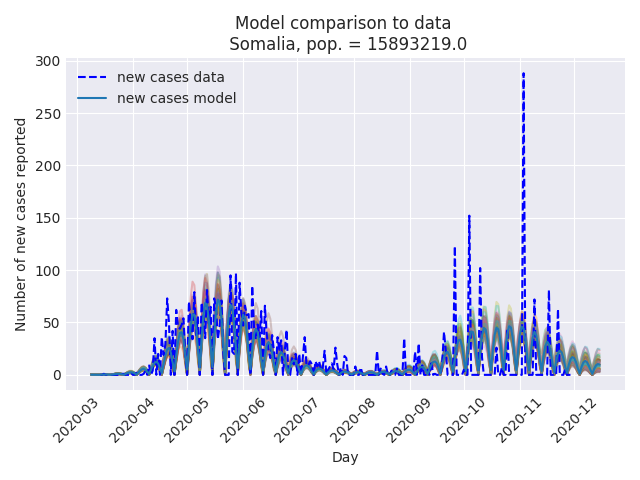 Model comparison to data
Somalia, pop. = 15893219.0
300
250
200
150
100
50
0
Number of new cases reported
new cases data
new cases model
2020-03
2020-04
2020-05
2020-06
2020-07
2020-08
2020-09
2020-10
2020-11
2020-12
Day